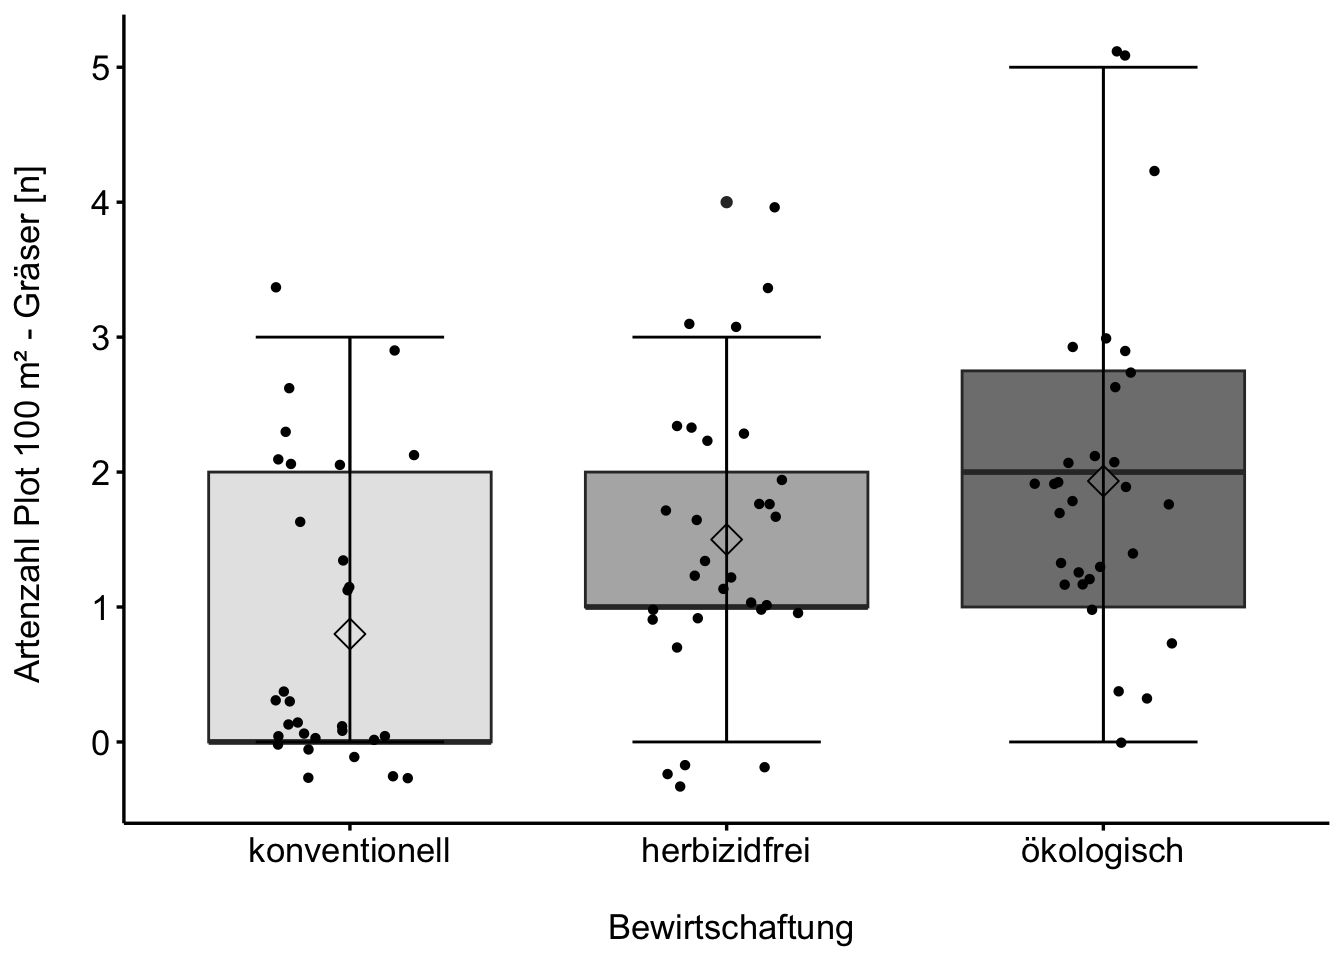 Artenzahl Plot 100 m² - Gräser [n]
5
4
3
2
1
0
konventionell herbizidfrei ökologisch
Bewirtschaftung